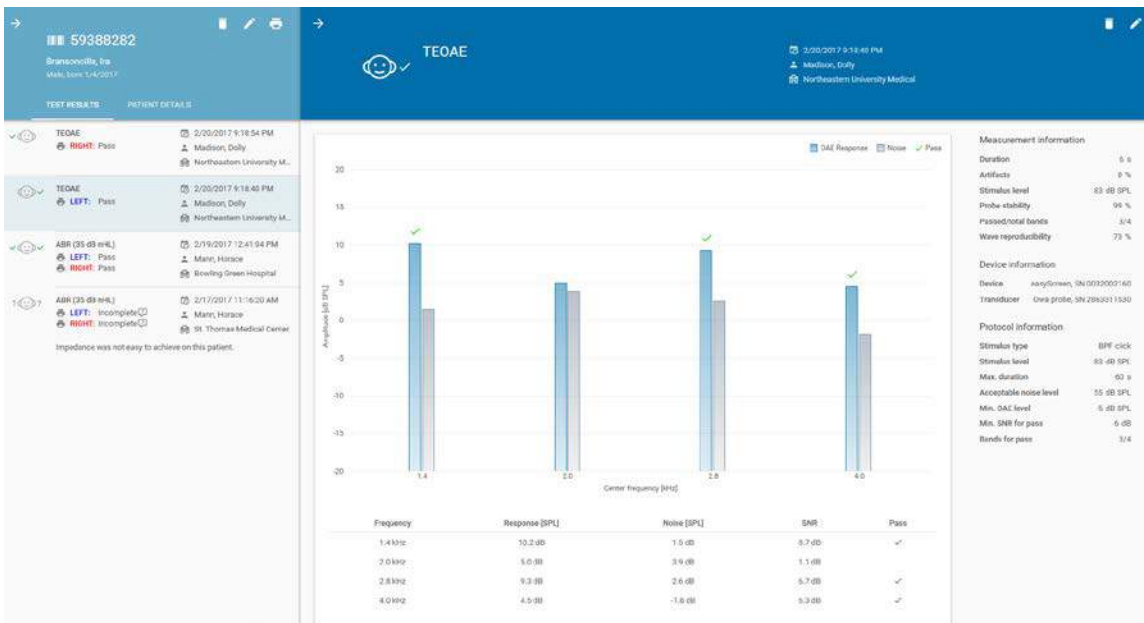 59388282
Bransonville, Ira
Male, born 1/4/2017
TEST RESULTS
PATIENT DETAILS
TEOAE
RIGHT: Pass
2/20/2017 9:18:54 PM
Madison, Dolly
Northeastern University M...
TEOAE
LEFT: Pass
2/20/2017 9:18:40 PM
Madison, Dolly
Northeastern University M...
ABR (35 dB nHL)
LEFT: Pass
RIGHT: Pass
2/19/2017 12:41:04 PM
Mann, Horace
Bowling Green Hospital
ABR (35 dB nHL)
LEFT: Incomplete
RIGHT: Incomplete
2/17/2017 11:16:20 AM
Mann, Horace
St. Thomas Medical Center
Impedance was not easy to achieve on this patient.
TEOAE
2/20/2017 9:18:40 PM
Madison, Dolly
Northeastern University Medical
OAE Response
Noise
Pass
Amplitude [dB SPL]
20
15
10
5
0
-5
-10
-15
-20
1.4
2.0
2.8
4.0
Center frequency [kHz]
Frequency Response [SPL] Noise [SPL] SNR Pass
1.4 kHz 10.2 dB 1.5 dB 8.7 dB
2.0 kHz 5.0 dB 3.9 dB 1.1 dB
2.8 kHz 9.3 dB 2.6 dB 6.7 dB
4.0 kHz 4.5 dB -1.8 dB 6.3 dB
Measurement information
Duration 6 s
Artifacts %
Stimulus level 83 dB SPL
Probe stability 99 %
Passed/total bands 3/4
Wave reproducibility 73 %
Device information
Device easyScreen, SN
Transducer Owa probe, SN
Protocol information
Stimulus type BPF click
Stimulus level 83 dB SPL
Max. duration 60 s
Acceptable noise level 55 dB SPL
Min. OAE level dB SPL
Min. SNR for pass 6 dB
Bands for pass 3/4